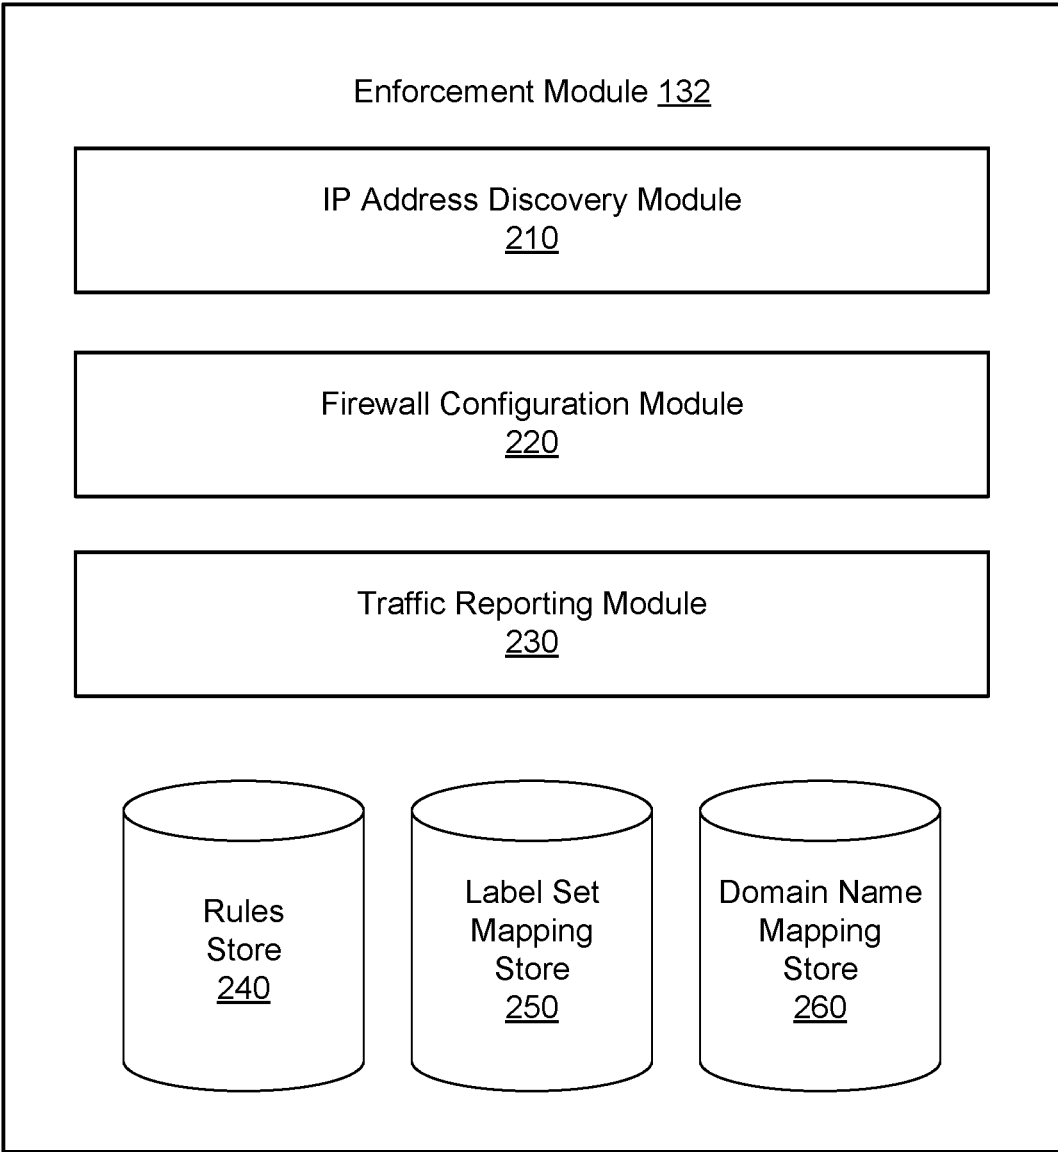 Enforcement Module 132
IP Address Discovery Module
210
Firewall Configuration Module
220
Traffic Reporting Module
230
Rules
Store
240
Label Set
Mapping
Store
250
Domain Name
Mapping
Store
260